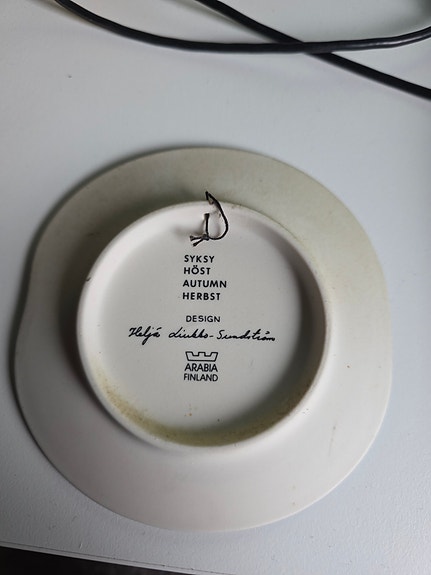 SYKSY
HÖST
AUTUMN
HERBST
DESIGN
Heljä Liukko-Sundström
ARABIA
FINLAND